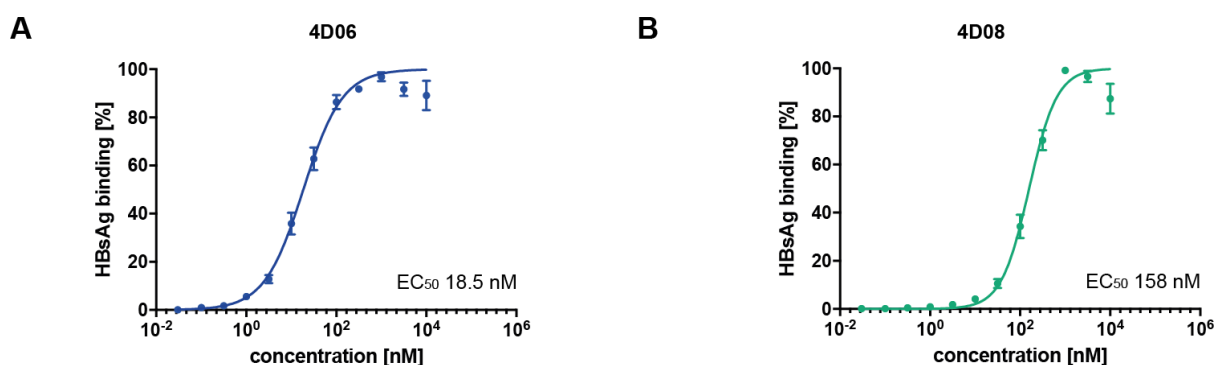 A
4D06
HBsAg binding [%]
100
80
60
40
20
0
10-2
100
102
104
106
EC50 18.5 nM
concentration [nM]
B
4D08
HBsAg binding [%]
100
80
60
40
20
0
10-2
100
102
104
106
EC50 158 nM
concentration [nM]